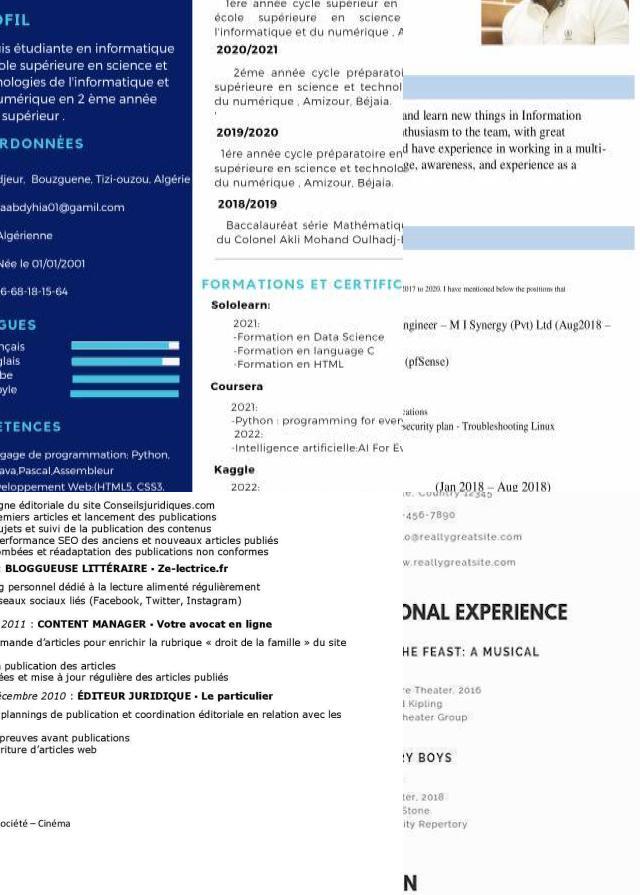 OFIL
is étudiante en informatique
ole supérieure en science et
nologies de l'informatique et
umérique en 2 ème année
supérieur .
RDONNÉES
djeur, Bouzguene, Tizi-ouzou, Algérie
aabdyhia01@gamil.com
Algérienne
Née le 01/01/2001
6-68-18-15-64
GUES
nçais
glais
be
byle
ETENCES
gage de programmation: Python,
ava,Pascal,Assembleur
veloppement Web:(HTML5, CSS3,
1ère année cycle supérieur en
école supérieure en science
l'informatique et du numérique , A
2020/2021
2éme année cycle préparatoi
supérieure en science et technol
du numérique , Amizour, Béjaia.
'
2019/2020
1ére année cycle préparatoire en
supérieure en science et technolo
du numérique , Amizour, Béjaia.
2018/2019
Baccalauréat série Mathématiq
du Colonel Akli Mohand Oulhadj-
FORMATIONS ET CERTIFIC
Sololearn:
2021:
-Formation en Data Science
-Formation en language C
-Formation en HTML
Coursera
2021:
-Python : programming for ever
2022:
-Intelligence artificielle:AI For Ev
Kaggle
2022:
and learn new things in Information
thusiasm to the team, with great
d have experience in working in a multi-
ge, awareness, and experience as a
2017 to 2020. I have mentioned below the positions that
ngineer – M I Synergy (Pvt) Ltd (Aug2018 –
(pfSense)
cations
security plan - Troubleshooting Linux
(Jan 2018 – Aug 2018)
gne éditoriale du site Conseilsjuridiques.com
emiers articles et lancement des publications
ujets et suivi de la publication des contenus
erformance SEO des anciens et nouveaux articles publiés
ombées et réadaptation des publications non conformes
: BLOGGUEUSE LITTÉRAIRE • Ze-lectrice.fr
g personnel dédié à la lecture alimenté régulièrement
seaux sociaux liés (Facebook, Twitter, Instagram)
2011 : CONTENT MANAGER • Votre avocat en ligne
mande d'articles pour enrichir la rubrique « droit de la famille » du site
a publication des articles
ées et mise à jour régulière des articles publiés
écembre 2010 : ÉDITEUR JURIDIQUE • Le particulier
plannings de publication et coordination éditoriale en relation avec les
preuves avant publications
riture d'articles web
ociété – Cinéma
te, Country 12345
-456-7890
lo@reallygreatsite.com
w.reallygreatsite.com
ONAL EXPERIENCE
HE FEAST: A MUSICAL
re Theater, 2016
d Kipling
heater Group
RY BOYS
ter, 2018
Stone
ity Repertory
N